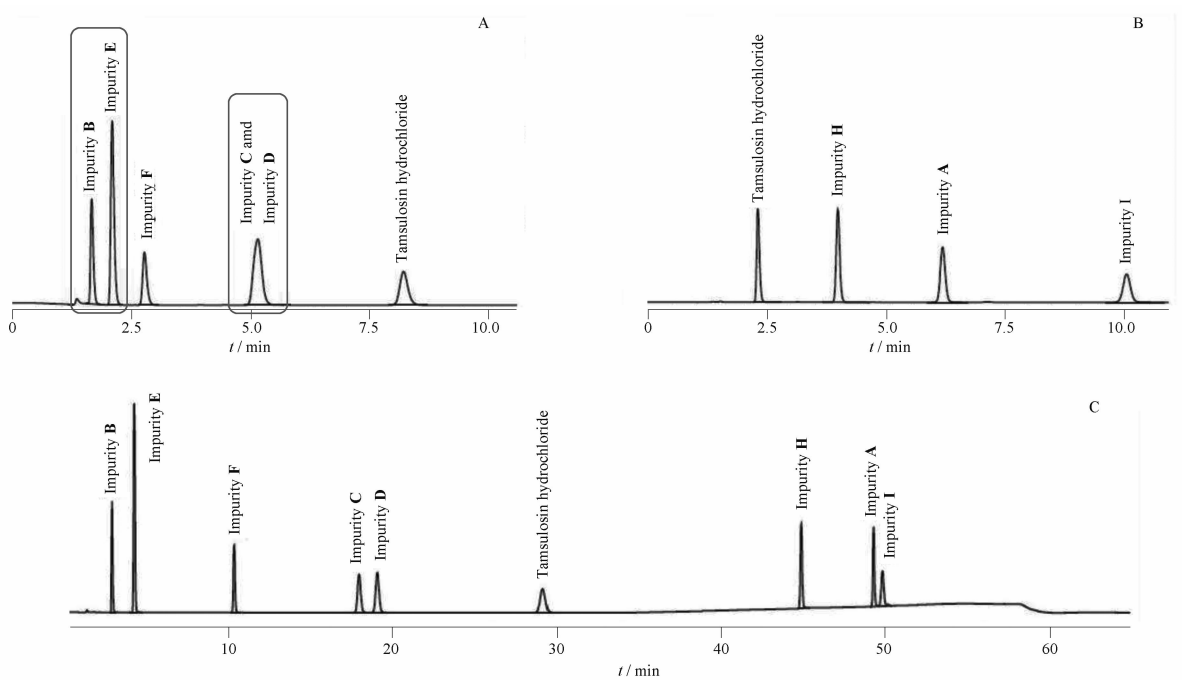 A
Impurity B
Impurity E
Impurity F
Impurity C amd
Impurity D
Tamsulosin hydrochloride
0 2.5 5.0 7.5 10.0
t / min
B
Tamsulosin hydrochloride
Impurity H
Impurity A
Impurity I
0 2.5 5.0 7.5 10.0
t / min
C
Impurity B
Impurity E
Impurity F
Impurity C
Impurity D
Tamsulosin hydrochloride
Impurity H
Impurity A
Impurity I
10 20 30 40 50 60
t / min